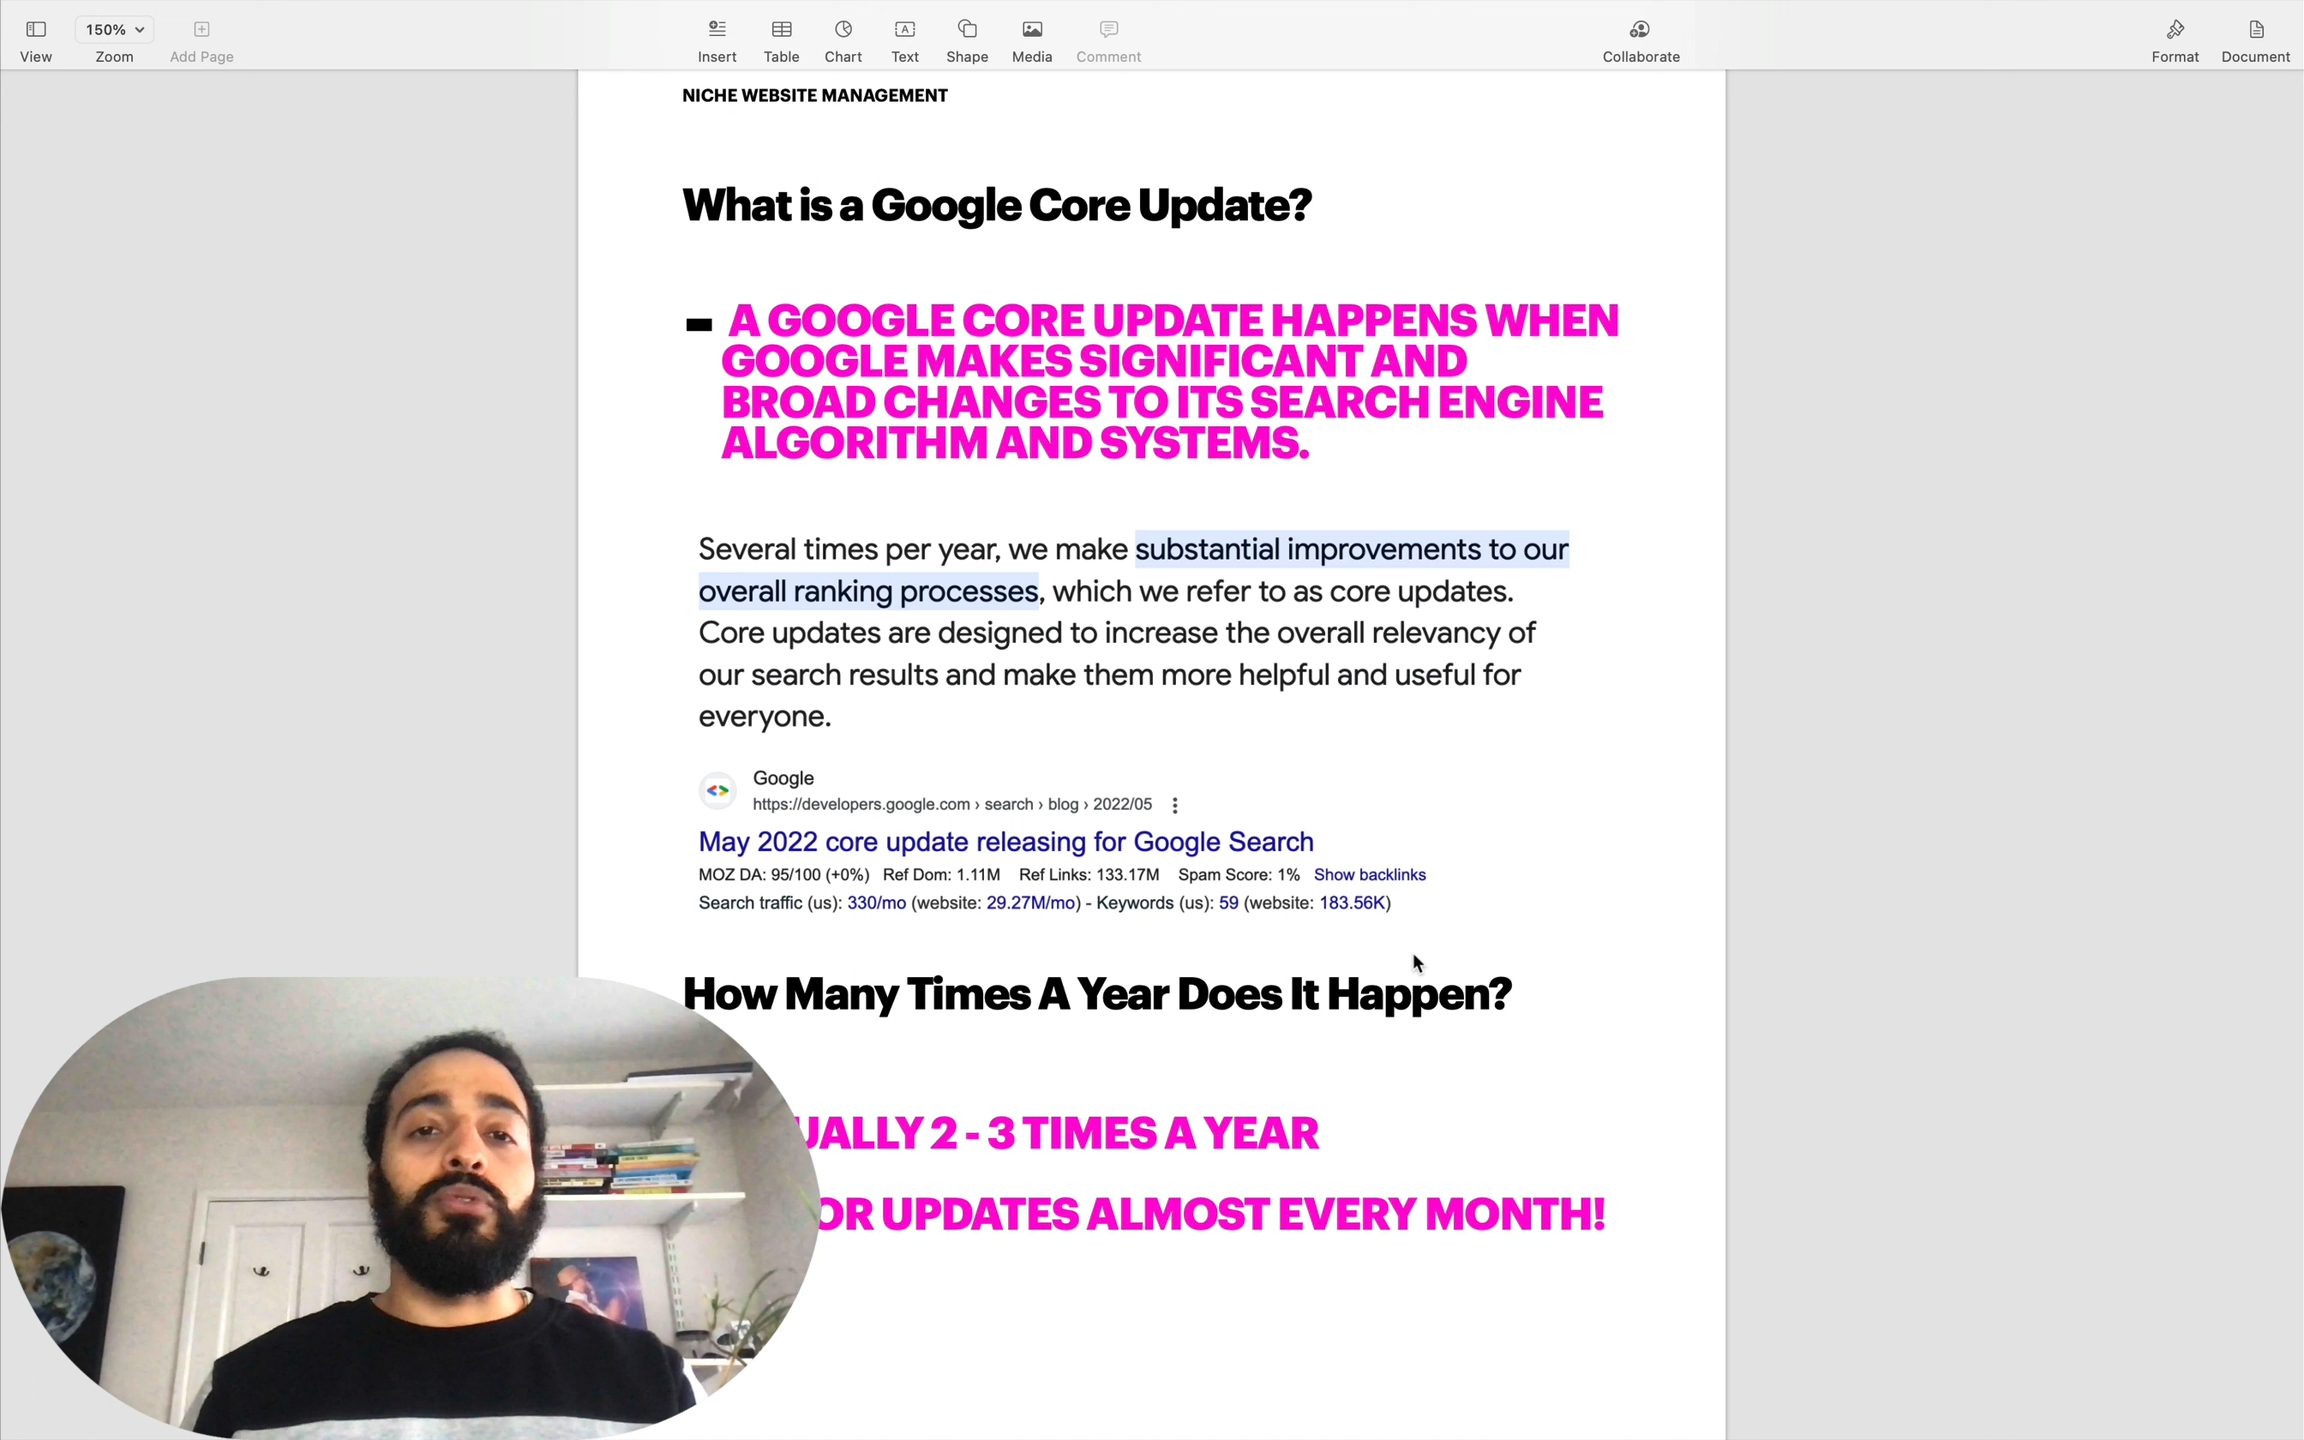 150%
View
Zoom
Add Page
Insert
Table
Chart
Text
Shape
Media
Comment
Collaborate
Format
Document
NICHE WEBSITE MANAGEMENT
What is a Google Core Update?
- A GOOGLE CORE UPDATE HAPPENS WHEN
GOOGLE MAKES SIGNIFICANT AND
BROAD CHANGES TO ITS SEARCH ENGINE
ALGORITHM AND SYSTEMS.
Several times per year, we make substantial improvements to our
overall ranking processes, which we refer to as core updates.
Core updates are designed to increase the overall relevancy of
our search results and make them more helpful and useful for
everyone.
Google
https://developers.google.com › search › blog › 2022/05
May 2022 core update releasing for Google Search
MOZ DA: 95/100 (+0%) Ref Dom: 1.11M Ref Links: 133.17M Spam Score: 1% Show backlinks
Search traffic (us): 330/mo (website: 29.27M/mo) - Keywords (us): 59 (website: 183.56K)
How Many Times A Year Does It Happen?
UALLY 2 - 3 TIMES A YEAR
OR UPDATES ALMOST EVERY MONTH!